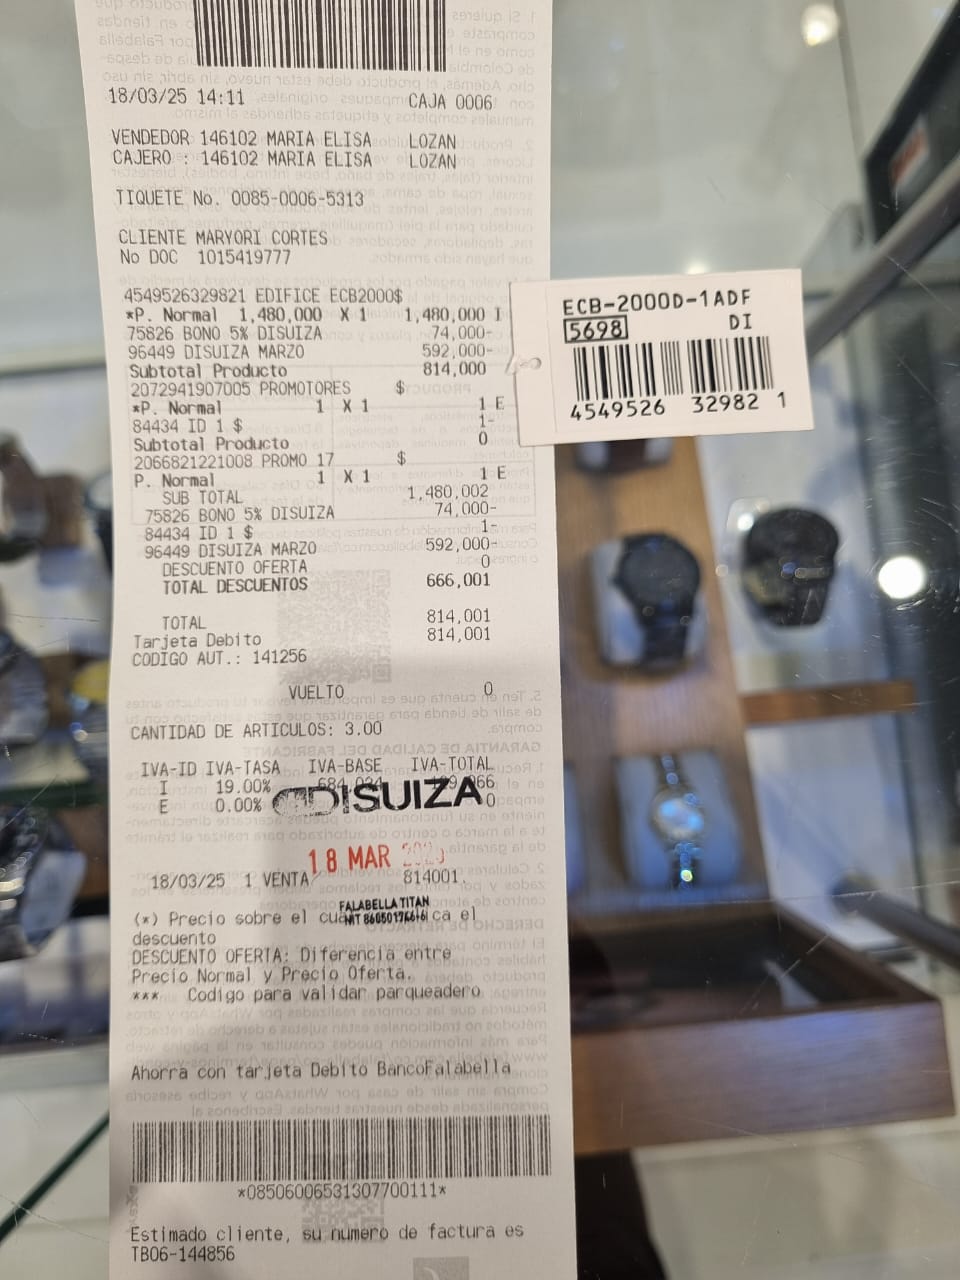 18/03/25 14:11 CAJA 0006
VENDEDOR 146102 MARIA ELISA LOZAN
CAJERO : 146102 MARIA ELISA LOZAN
TIQUETE No. 0085-0006-5313
CLIENTE MARYORI CORTES
No DOC 1015419777
4549526329821 EDIFICE ECB2000$
*P. Normal 1,480,000 X 1 1,480,000 I
75826 BONO 5% DISUIZA 74,000-
96449 DISUIZA MARZO 592,000-
Subtotal Producto 814,000
2072941907005 PROMOTORES $
*P. Normal 1 X 1 1 E
84434 ID 1 $ 1-
Subtotal Producto 0
2066821221008 PROMO 17 $
P. Normal 1 X 1 1 E
SUB TOTAL 1,480,002
75826 BONO 5% DISUIZA 74,000-
84434 ID 1 $ 1-
96449 DISUIZA MARZO 592,000-
DESCUENTO OFERTA 0
TOTAL DESCUENTOS 666,001
TOTAL 814,001
Tarjeta Debito 814,001
CODIGO AUT.: 141256
VUELTO 0
CANTIDAD DE ARTICULOS: 3.00
IVA-ID IVA-TASA IVA-BASE IVA-TOTAL
I 19.00%
E 0.00% 0
DISUIZA
18 MAR
18/03/25 1 VENTA 814001
FALABELLA TITAN
(*) Precio sobre el ca el
descuento
DESCUENTO OFERTA: Diferencia entre
Precio Normal y Precio Oferta.
*** Codigo para validar parqueadero
Ahorra con tarjeta Debito BancoFalabella
*08506006531307700111*
Estimado cliente, su numero de factura es
TB06-144856
ECB-2000D-1ADF
5698 DI
4549526 32982 1